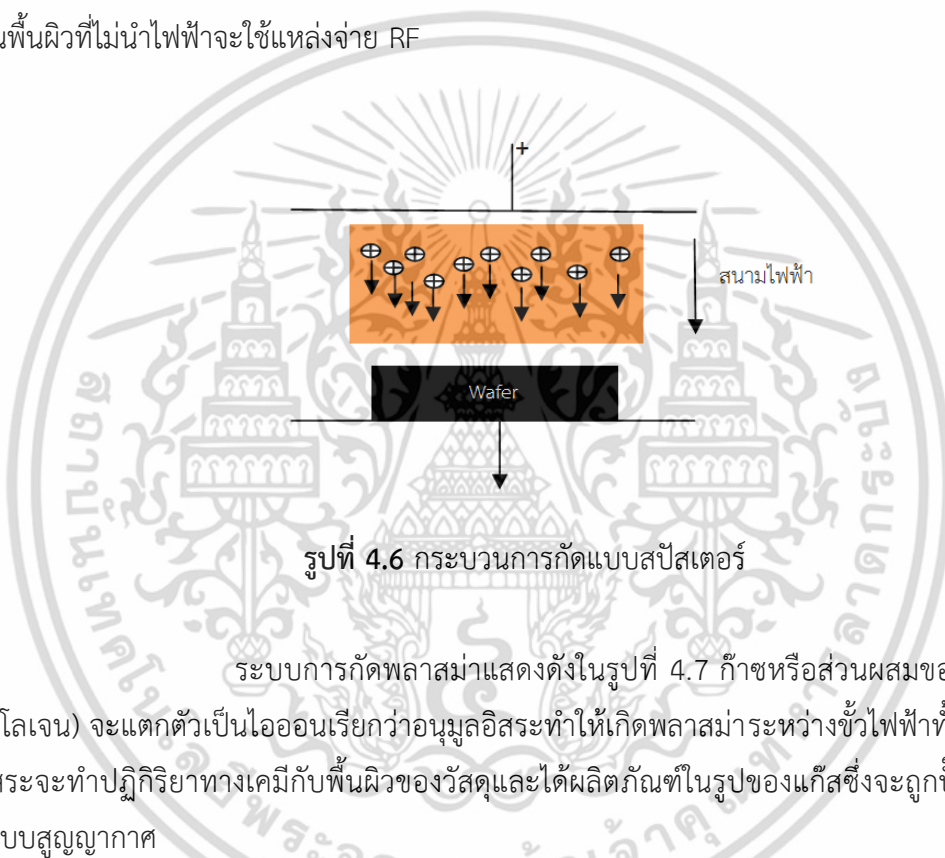 นพื้นผิวที่ไม่นำไฟฟ้าจะใช้แหล่งจ่าย RF
+
สนามไฟฟ้า
Wafer
รูปที่ 4.6 กระบวนการกัดแบบสปัสเตอร์
ระบบการกัดพลาสม่าแสดงดังในรูปที่ 4.7 ก๊าซหรือส่วนผสมขอ
โลเจน) จะแตกตัวเป็นไอออนเรียกว่าอนุมูลอิสระทำให้เกิดพลาสม่าระหว่างขั้วไฟฟ้าทั้
สระจะทำปฏิกิริยาทางเคมีกับพื้นผิวของวัสดุและได้ผลิตภัณฑ์ในรูปของแก๊สซึ่งจะถูกป
บบสูญญากาศ